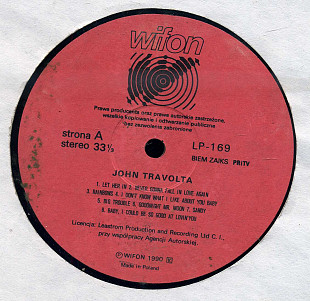 wifon
Prawa producenta oraz prawa autorskie zastrzeżone,
wszelkie kopiowanie i odtwarzanie publiczne
bez zezwolenia zabronione
strona A
stereo 33⅓
LP-169
BIEM ZAIKS PRITV
JOHN TRAVOLTA
1. LET HER IN 2. NEVER GONNA FALL IN LOVE AGAIN
3. RAINBOWS 4. I DON'T KNOW WHAT I LIKE ABOUT YOU BABY
5. BIG TROUBLE 6. GOODNIGHT MR. MOON 7. SANDY
8. BABY, I COULD BE SO GOOD AT LOVIN'YOU
Licencja: Leastrom Production and Recording Ltd C. I.,
przy współpracy Agencji Autorskiej.
℗ WIFON 1990
Made in Poland